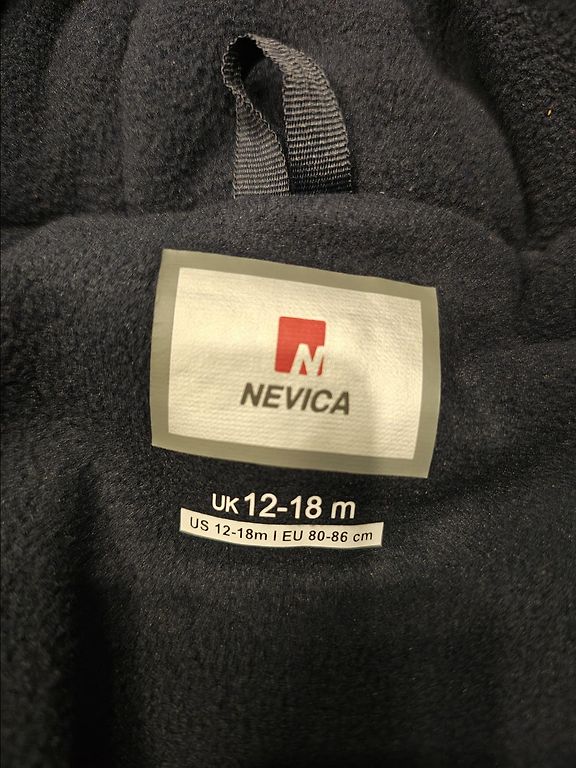 N
NEVICA
UK 12-18 m
US 12-18m | EU 80-86 cm